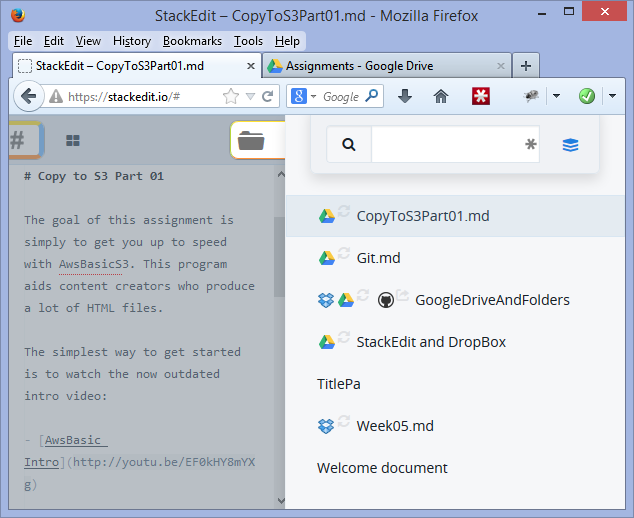 StackEdit – CopyToS3Part01.md - Mozilla Firefox
File Edit View History Bookmarks Tools Help
StackEdit – CopyToS3Part01.md
Assignments - Google Drive
https://stackedit.io/#
Google
# Copy to S3 Part 01
The goal of this assignment is
simply to get you up to speed
with AwsBasicS3. This program
aids content creators who produce
a lot of HTML files.
The simplest way to get started
is to watch the now outdated
intro video:
- [AwsBasic
Intro](http://youtu.be/EF0kHY8mYX
g)
CopyToS3Part01.md
Git.md
GoogleDriveAndFolders
StackEdit and DropBox
TitlePa
Week05.md
Welcome document